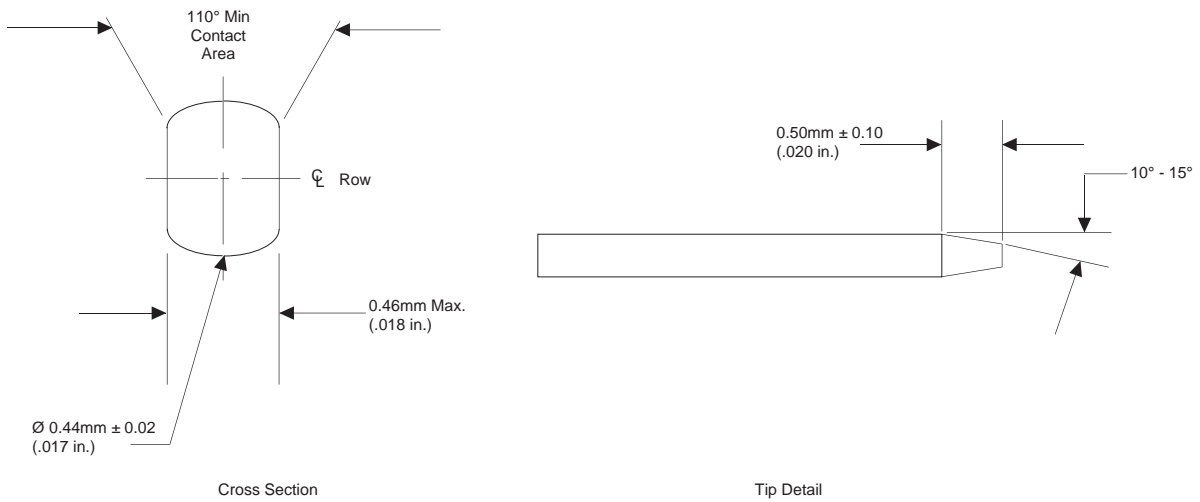 110° Min
Contact
Area
℄ Row
0.46mm Max.
(.018 in.)
Ø 0.44mm ± 0.02
(.017 in.)
Cross Section
0.50mm ± 0.10
(.020 in.)
10° - 15°
Tip Detail